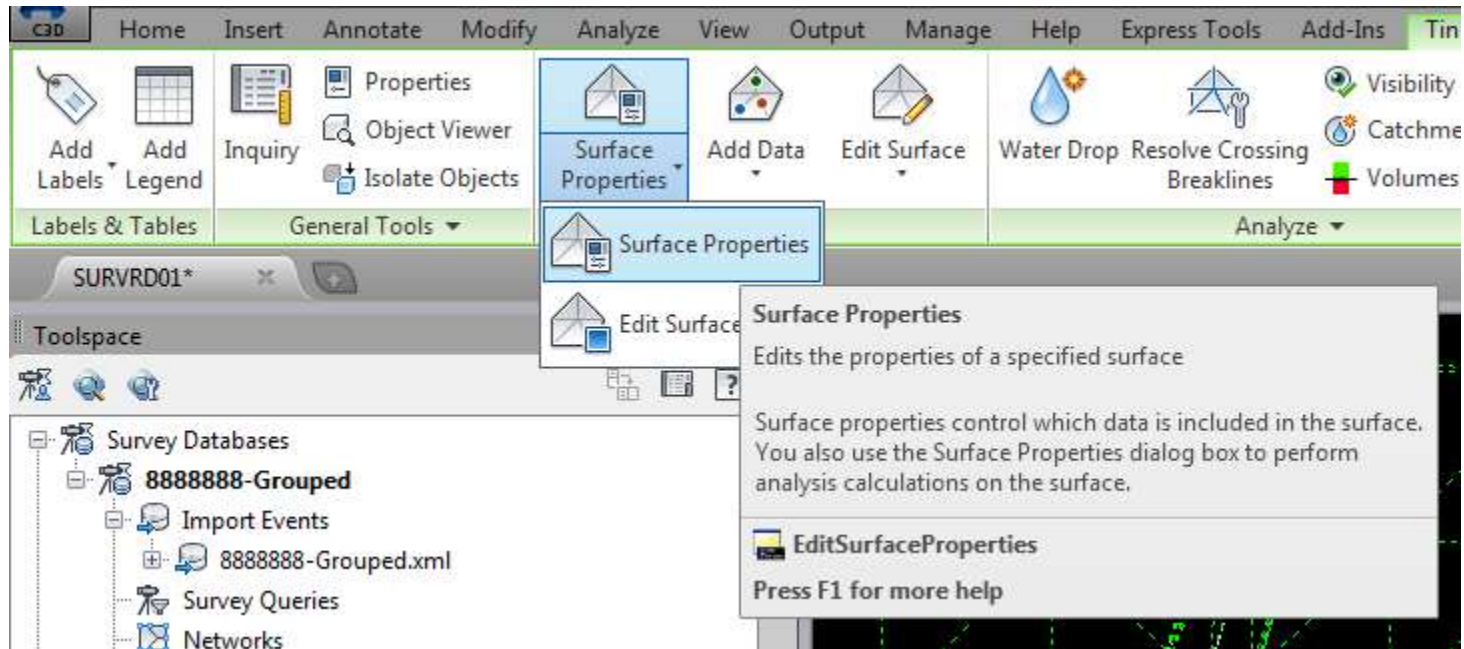 C3D Home Insert Annotate Modify Analyze View Output Manage Help Express Tools Add-Ins Tin
Properties
Object Viewer
Isolate Objects
Visibility
Catchme
Volumes
Add Labels
Add Legend
Inquiry
Surface Properties
Add Data
Edit Surface
Water Drop
Resolve Crossing
Breaklines
Labels & Tables
General Tools
Analyze
SURVRD01*
Surface Properties
Edit Surface
Toolspace
Surface Properties
Edits the properties of a specified surface
Surface properties control which data is included in the surface.
You also use the Surface Properties dialog box to perform
analysis calculations on the surface.
EditSurfaceProperties
Press F1 for more help
Survey Databases
8888888-Grouped
Import Events
8888888-Grouped.xml
Survey Queries
Networks